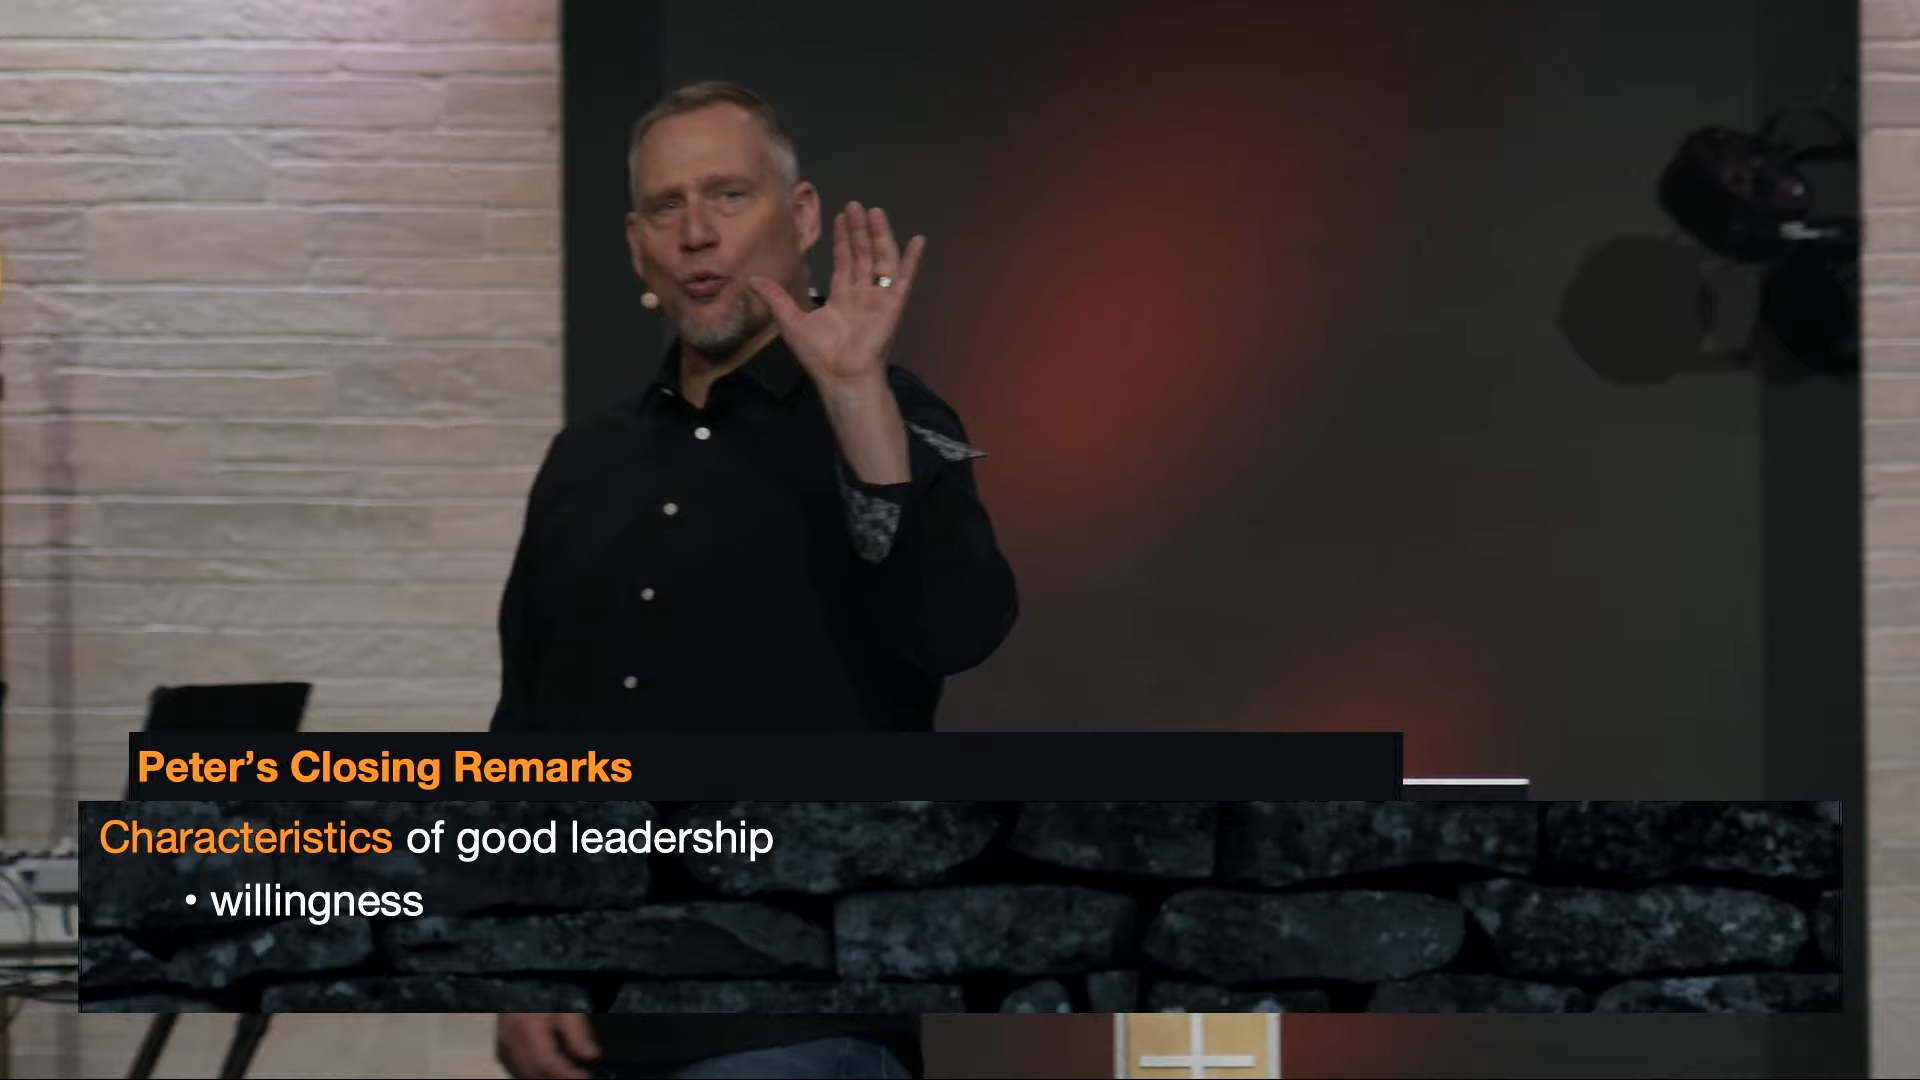 Peter’s Closing Remarks
Characteristics of good leadership
• willingness